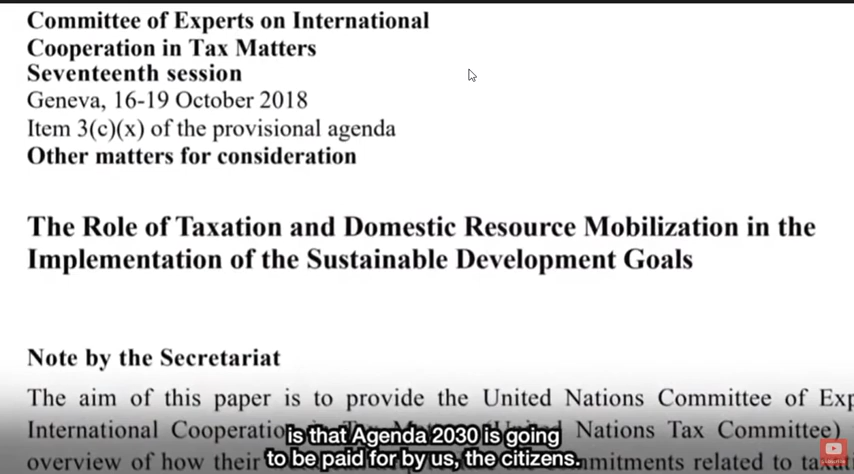 Committee of Experts on International
Cooperation in Tax Matters
Seventeenth session
Geneva, 16-19 October 2018
Item 3(c)(x) of the provisional agenda
Other matters for consideration
The Role of Taxation and Domestic Resource Mobilization in the
Implementation of the Sustainable Development Goals
Note by the Secretariat
The aim of this paper is to provide the United Nations Committee of
International Nations Tax Committee)
overview of how their
is that Agenda 2030 is going
to be paid for by us, the citizens.
related to